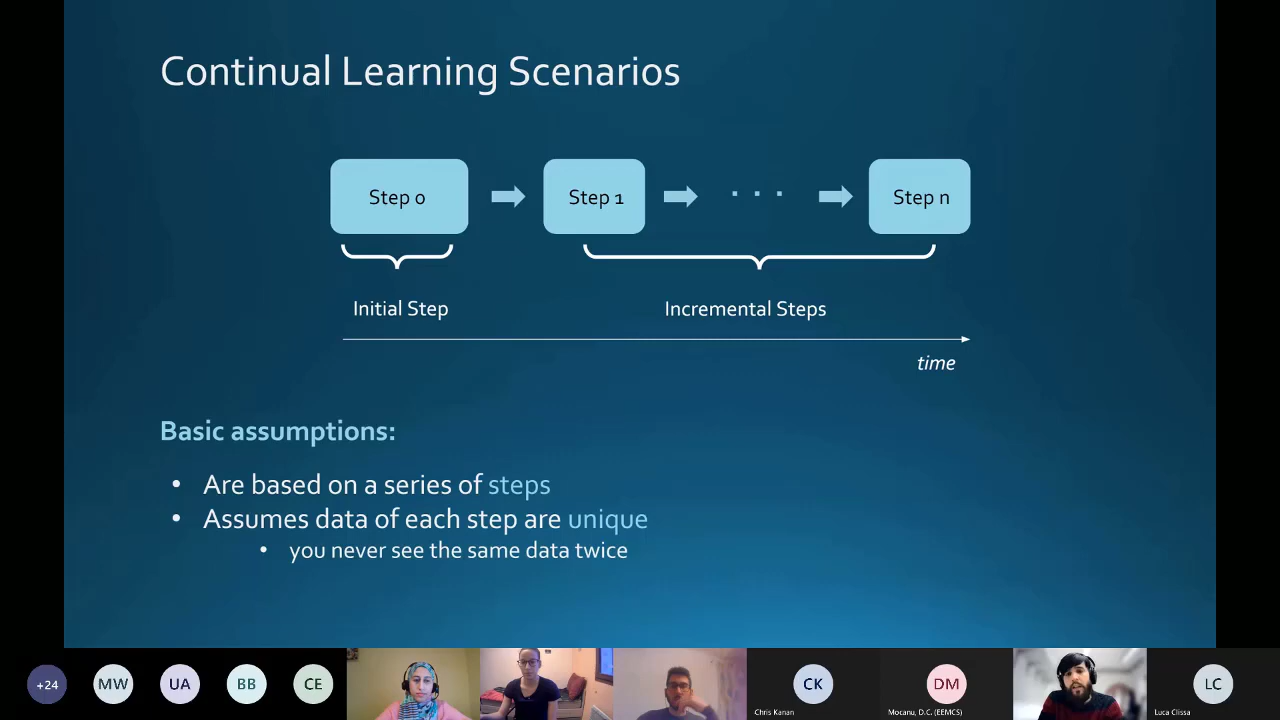 Continual Learning Scenarios
Step 0
Step 1
. . .
Step n
Initial Step
Incremental Steps
time
Basic assumptions:
• Are based on a series of steps
• Assumes data of each step are unique
• you never see the same data twice
+24
MW
UA
BB
CE
CK
DM
LC
Chris Kanan
Mocanu, D.C. (EEMCS)
Luca Clissa